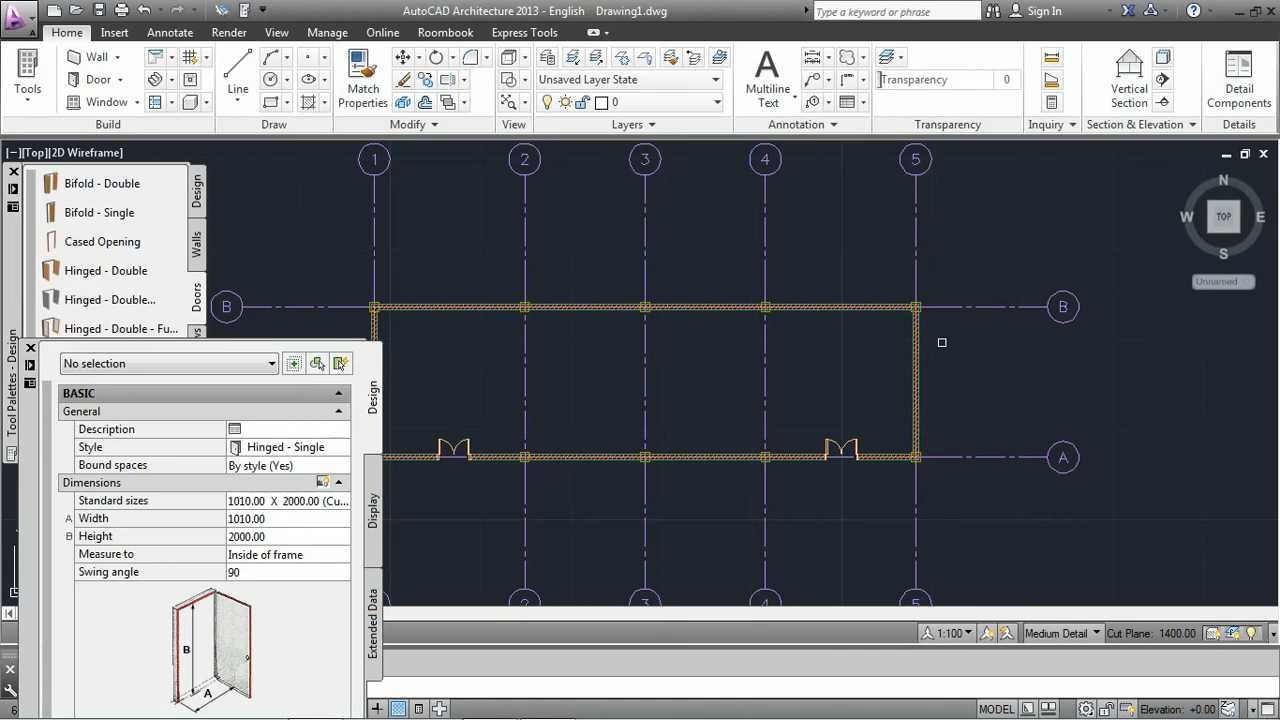 AutoCAD Architecture 2013 - English Drawing1.dwg
Type a keyword or phrase
Sign In
Home Insert Annotate Render View Manage Online Roombook Express Tools
Tools
Wall
Door
Window
Build
Line
Draw
Match
Properties
Modify
View
Unsaved Layer State
0
Layers
Multiline
Text
Annotation
Transparency 0
Transparency
Inquiry
Vertical
Section
Section & Elevation
Detail
Components
Details
[−][Top][2D Wireframe]
1 2 3 4 5
N
W TOP E
S
Unnamed
Bifold - Double
Bifold - Single
Cased Opening
Hinged - Double
Hinged - Double...
Hinged - Double - Fu...
Design
Walls
Doors
Tool Palettes - Design
B B
A
2 3 4 5
No selection
BASIC
General
Description
Style Hinged - Single
Bound spaces By style (Yes)
Dimensions
Standard sizes 1010.00 X 2000.00 (Cu...
A Width 1010.00
B Height 2000.00
Measure to Inside of frame
Swing angle 90
B
A
Design
Display
Extended Data
1:100
Medium Detail
Cut Plane: 1400.00
MODEL
Elevation: +0.00